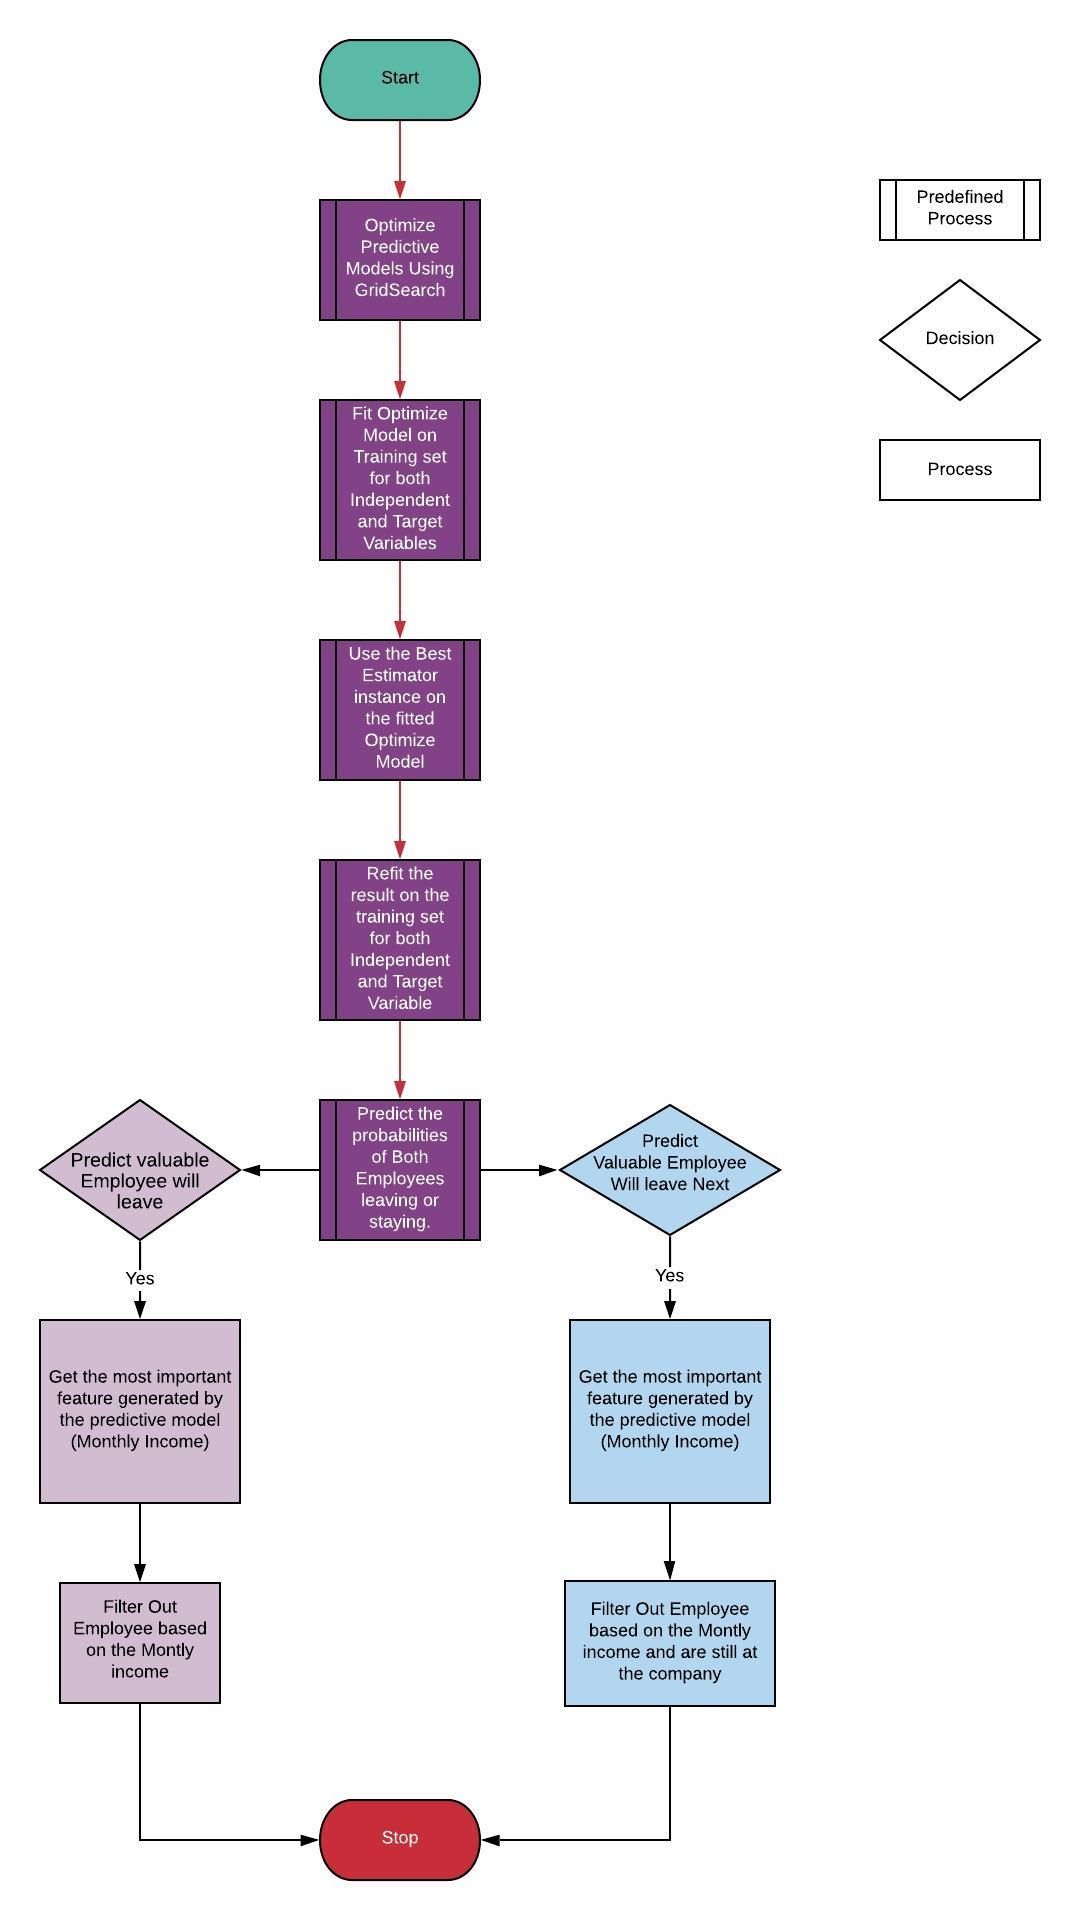 Start
Optimize
Predictive
Models Using
GridSearch
Fit Optimize
Model on
Training set
for both
Independent
and Target
Variables
Use the Best
Estimator
instance on
the fitted
Optimize
Model
Refit the
result on the
training set
for both
Independent
and Target
Variable
Predict the
probabilities
of Both
Employees
leaving or
staying.
Predict valuable
Employee will
leave
Yes
Get the most important
feature generated by
the predictive model
(Monthly Income)
Filter Out
Employee based
on the Montly
income
Predict
Valuable Employee
Will leave Next
Yes
Get the most important
feature generated by
the predictive model
(Monthly Income)
Filter Out Employee
based on the Montly
income and are still at
the company
Stop
Predefined
Process
Decision
Process